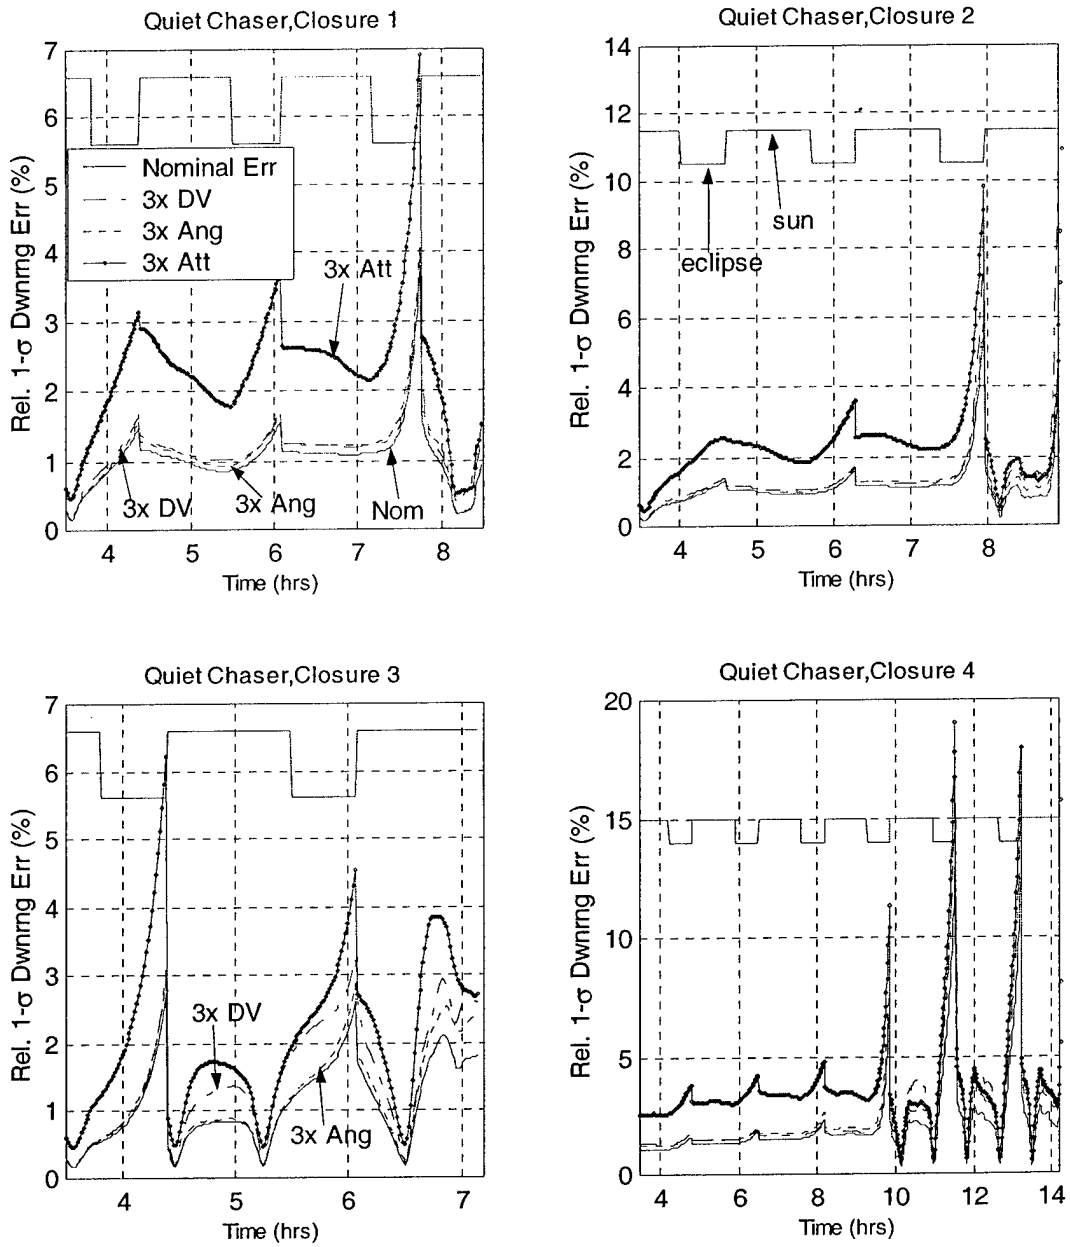 Quiet Chaser,Closure 1
Rel. 1-σ Dwnrng Err (%)
7
6
5
4
3
2
1
0
Nominal Err
3x DV
3x Ang
3x Att
3x Att
3x DV
3x Ang
Nom
4 5 6 7 8
Time (hrs)
Quiet Chaser,Closure 2
Rel. 1-σ Dwnrng Err (%)
14
12
10
8
6
4
2
0
eclipse
sun
4 5 6 7 8
Time (hrs)
Quiet Chaser,Closure 3
Rel. 1-σ Dwnrng Err (%)
7
6
5
4
3
2
1
0
3x DV
3x Ang
4 5 6 7
Time (hrs)
Quiet Chaser,Closure 4
Rel. 1-σ Dwnrng Err (%)
20
15
10
5
0
4 6 8 10 12 14
Time (hrs)